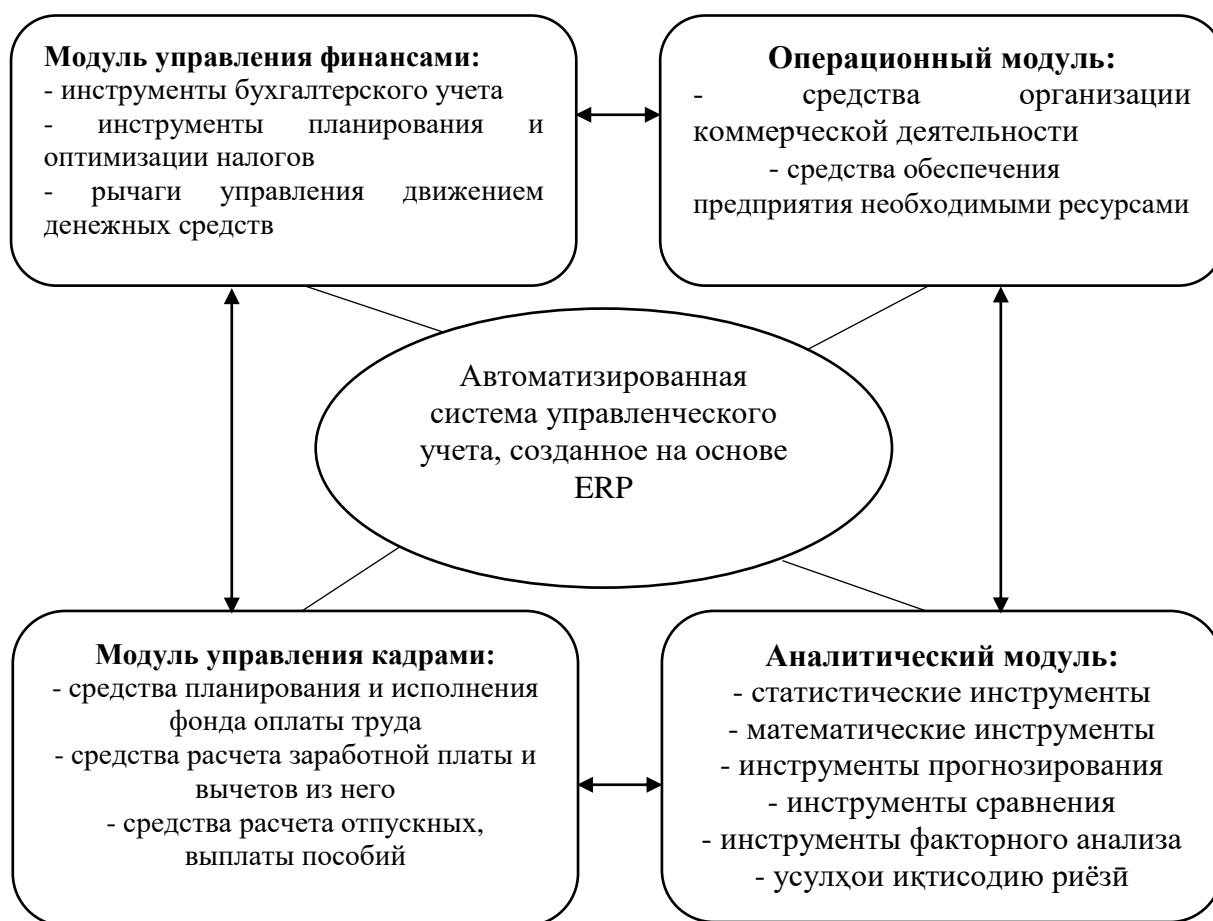 Модуль управления финансами:
- инструменты бухгалтерского учета
- инструменты планирования и
оптимизации налогов
- рычаги управления движением
денежных средств
Операционный модуль:
- средства организации
коммерческой деятельности
- средства обеспечения
предприятия необходимыми ресурсами
Автоматизированная
система управленческого
учета, созданное на основе
ERP
Модуль управления кадрами:
- средства планирования и исполнения
фонда оплаты труда
- средства расчета заработной платы и
вычетов из него
- средства расчета отпускных,
выплаты пособий
Аналитический модуль:
- статистические инструменты
- математические инструменты
- инструменты прогнозирования
- инструменты сравнения
- инструменты факторного анализа
- усулҳои иқтисодию риёзӣ